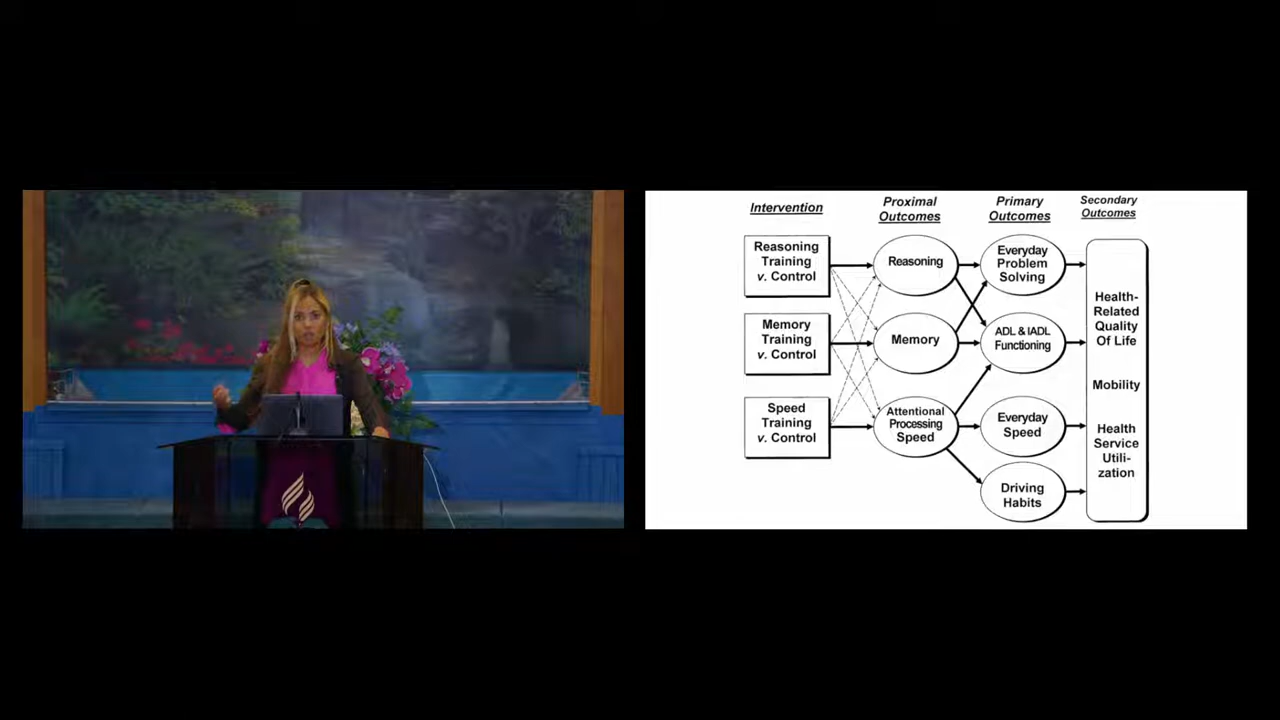 Intervention
Proximal
Outcomes
Primary
Outcomes
Secondary
Outcomes
Reasoning
Training
v. Control
Memory
Training
v. Control
Speed
Training
v. Control
Reasoning
Memory
Attentional
Processing
Speed
Everyday
Problem
Solving
ADL & IADL
Functioning
Everyday
Speed
Driving
Habits
Health-
Related
Quality
Of Life
Mobility
Health
Service
Utili-
zation